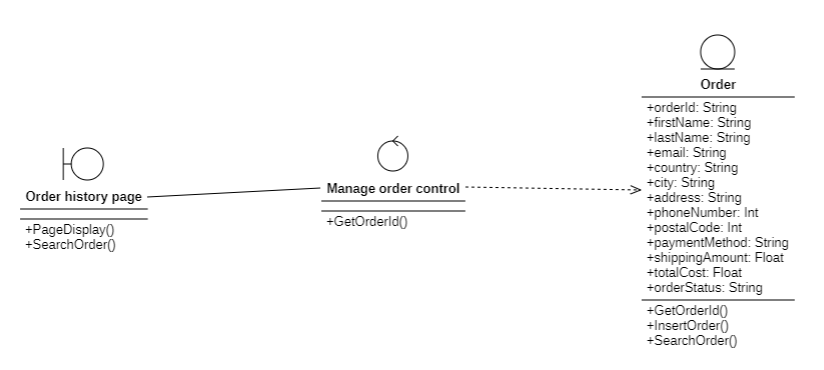 Order history page
+PageDisplay()
+SearchOrder()
Manage order control
+GetOrderId()
Order
+orderId: String
+firstName: String
+lastName: String
+email: String
+country: String
+city: String
+address: String
+phoneNumber: Int
+postalCode: Int
+paymentMethod: String
+shippingAmount: Float
+totalCost: Float
+orderStatus: String
+GetOrderId()
+InsertOrder()
+SearchOrder()